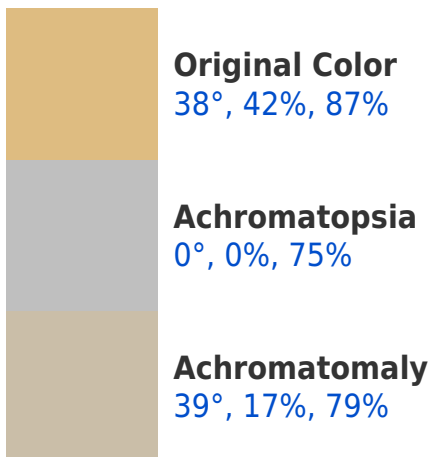 Original Color
38°, 42%, 87%
Achromatopsia
0°, 0%, 75%
Achromatomaly
39°, 17%, 79%